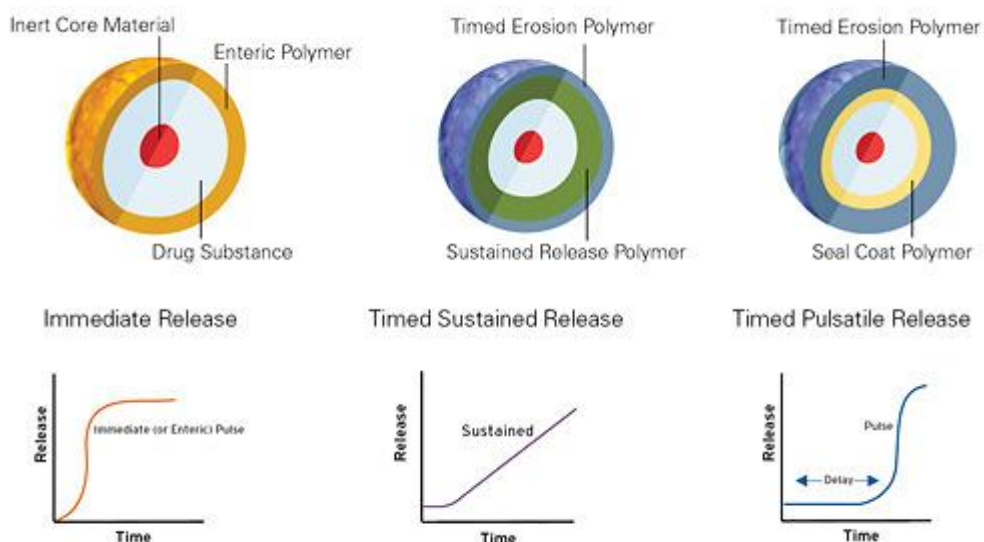 Inert Core Material
Enteric Polymer
Drug Substance
Timed Erosion Polymer
Sustained Release Polymer
Timed Erosion Polymer
Seal Coat Polymer
Immediate Release
Timed Sustained Release
Timed Pulsatile Release
Release
Immediate (or Enteric) Pulse
Time
Release
Sustained
Time
Release
Pulse
Delay
Time